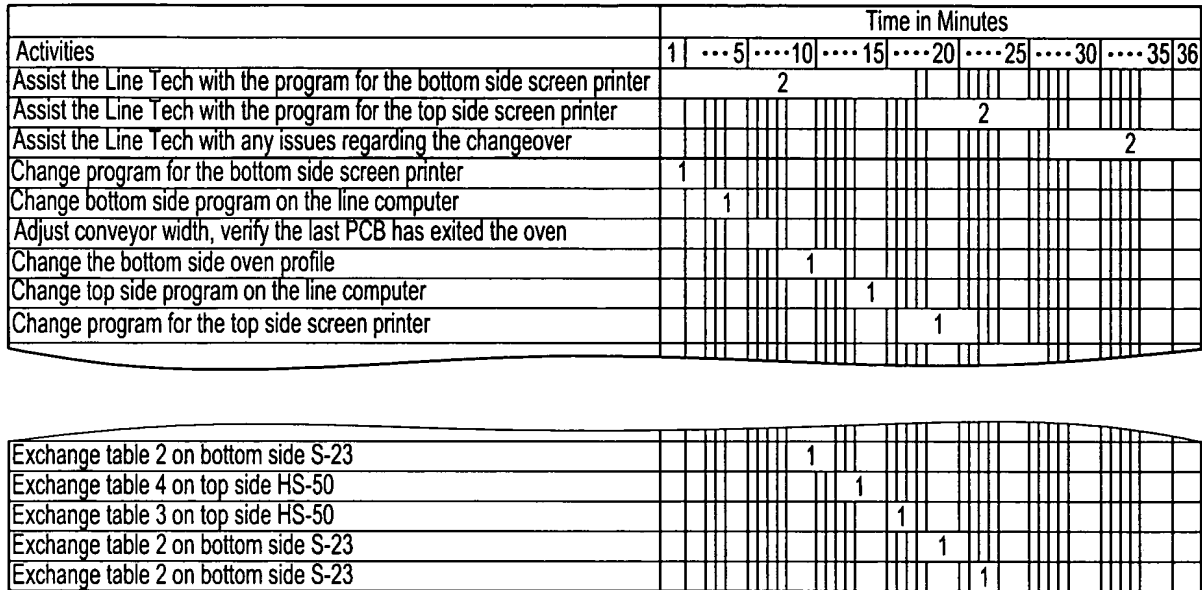 Time in Minutes
Activities 1 ····5 ····10 ····15 ····20 ····25 ····30 ····35 36
Assist the Line Tech with the program for the bottom side screen printer 2
Assist the Line Tech with the program for the top side screen printer 2
Assist the Line Tech with any issues regarding the changeover 2
Change program for the bottom side screen printer 1
Change bottom side program on the line computer 1
Adjust conveyor width, verify the last PCB has exited the oven
Change the bottom side oven profile 1
Change top side program on the line computer 1
Change program for the top side screen printer 1
Exchange table 2 on bottom side S-23 1
Exchange table 4 on top side HS-50 1
Exchange table 3 on top side HS-50 1
Exchange table 2 on bottom side S-23 1
Exchange table 2 on bottom side S-23 1